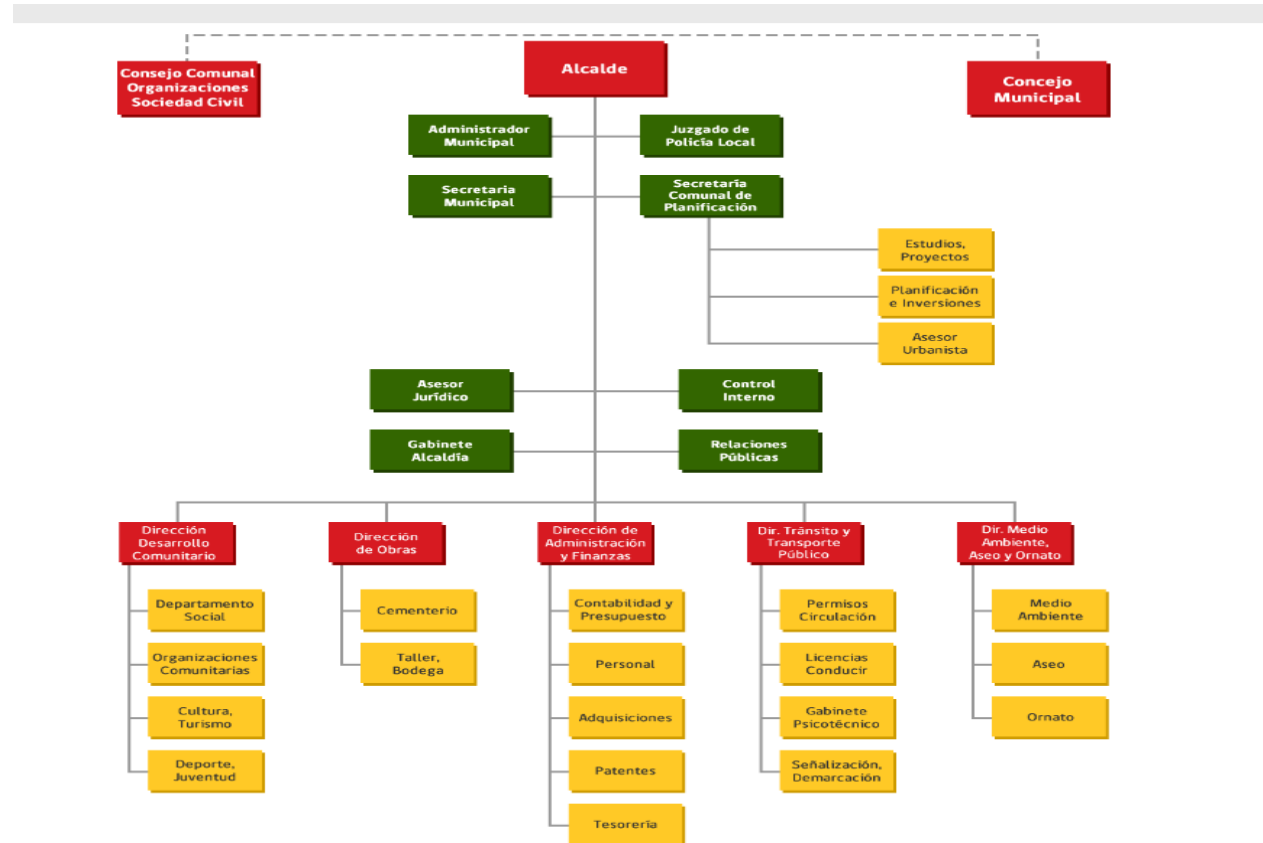 Alcalde
Consejo Comunal
Organizaciones
Sociedad Civil
Concejo
Municipal
Administrador
Municipal
Juzgado de
Policía Local
Secretaria
Municipal
Secretaría
Comunal de
Planificación
Estudios,
Proyectos
Planificación
e Inversiones
Asesor
Urbanista
Asesor
Jurídico
Control
Interno
Gabinete
Alcaldía
Relaciones
Públicas
Dirección
Desarrollo
Comunitario
Departamento
Social
Organizaciones
Comunitarias
Cultura,
Turismo
Deporte,
Juventud
Dirección
de Obras
Cementerio
Taller,
Bodega
Dirección de
Administración
y Finanzas
Contabilidad y
Presupuesto
Personal
Adquisiciones
Patentes
Tesorería
Dir. Tránsito y
Transporte
Público
Permisos
Circulación
Licencias
Conducir
Gabinete
Psicotécnico
Señalización,
Demarcación
Dir. Medio
Ambiente,
Aseo y Ornato
Medio
Ambiente
Aseo
Ornato